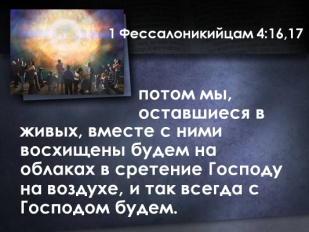 1 Фессалоникийцам 4:16,17
потом мы,
оставшиеся в
живых, вместе с ними
восхищены будем на
облаках в сретение Господу
на воздухе, и так всегда с
Господом будем.